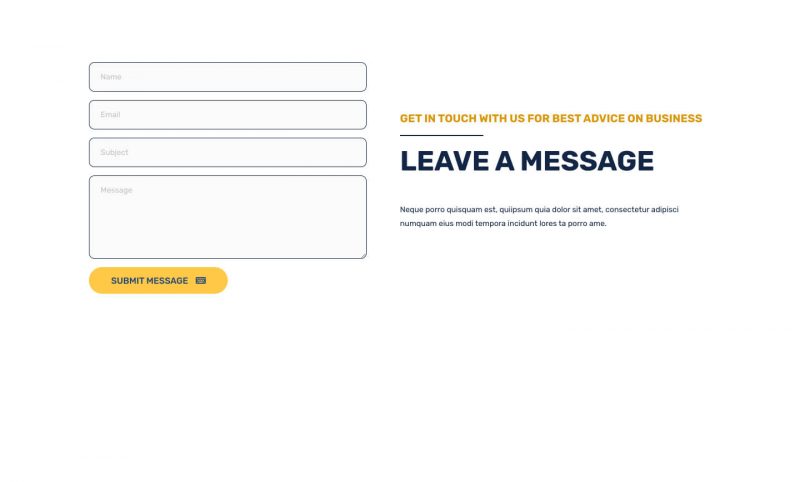 Name
Email
Subject
Message
SUBMIT MESSAGE
GET IN TOUCH WITH US FOR BEST ADVICE ON BUSINESS
LEAVE A MESSAGE
Neque porro quisquam est, quiipsum quia dolor sit amet, consectetur adipisci
numquam eius modi tempora incidunt lores ta porro ame.